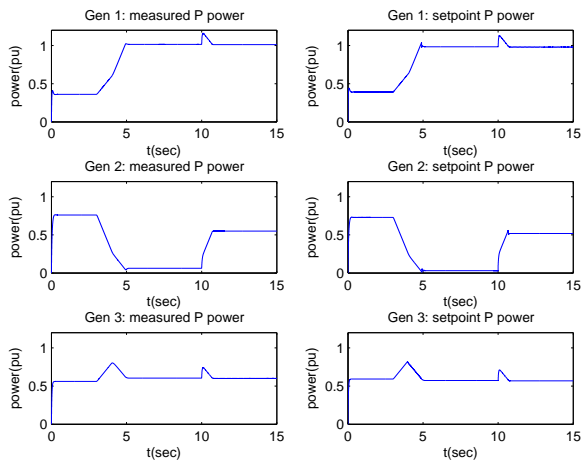 Gen 1: measured P power
power(pu)
1
0.5
0
0 5 10 15
t(sec)
Gen 1: setpoint P power
power(pu)
1
0.5
0
0 5 10 15
t(sec)
Gen 2: measured P power
power(pu)
1
0.5
0
0 5 10 15
t(sec)
Gen 2: setpoint P power
power(pu)
1
0.5
0
0 5 10 15
t(sec)
Gen 3: measured P power
power(pu)
1
0.5
0
0 5 10 15
t(sec)
Gen 3: setpoint P power
power(pu)
1
0.5
0
0 5 10 15
t(sec)